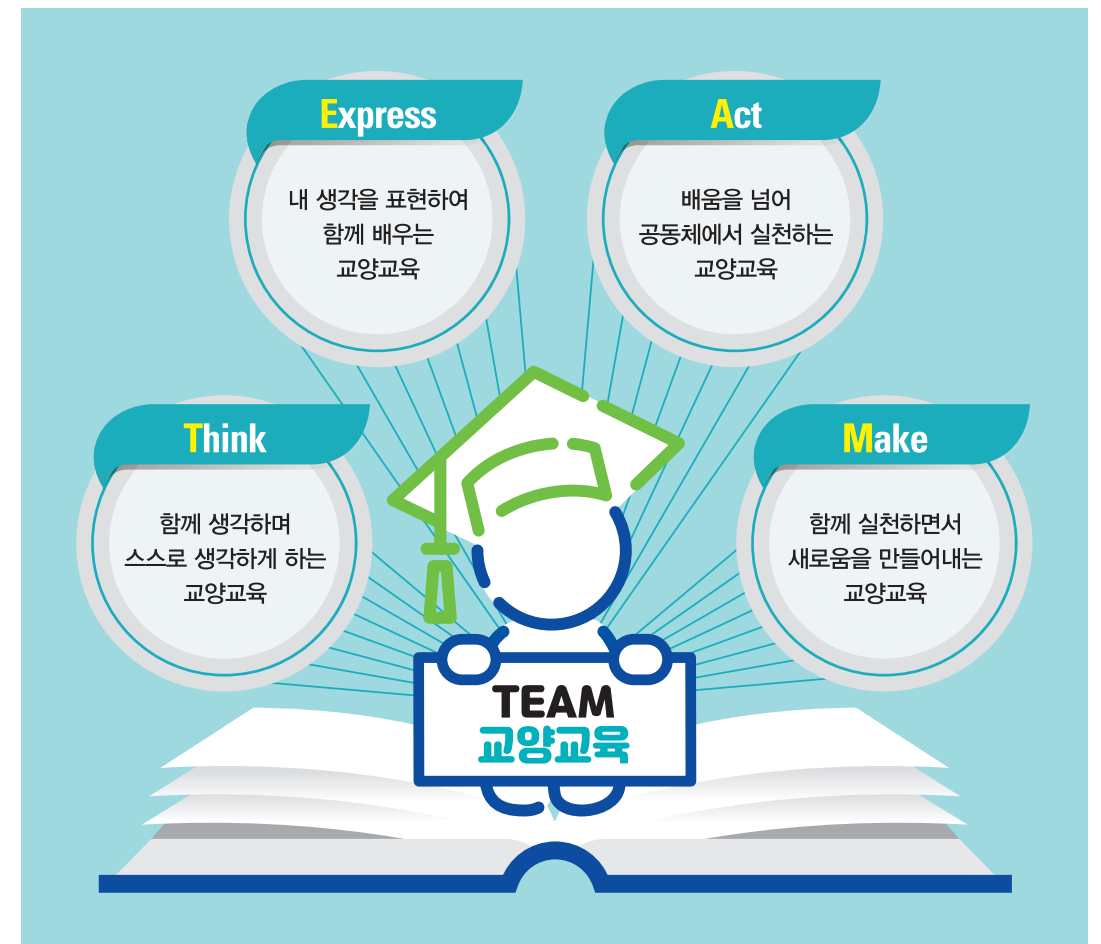 Express
내 생각을 표현하여
함께 배우는
교양교육
Act
배움을 넘어
공동체에서 실천하는
교양교육
Think
함께 생각하며
스스로 생각하게 하는
교양교육
Make
함께 실천하면서
새로움을 만들어내는
교양교육
TEAM
교양교육